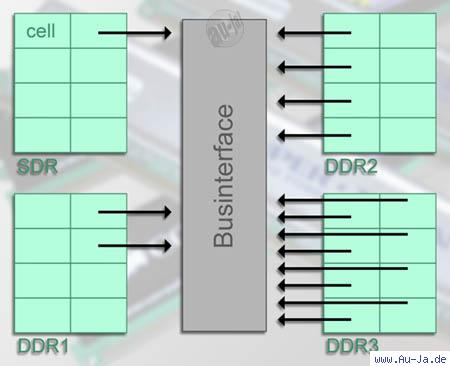 cell
SDR
DDR1
Businterface
DDR2
DDR3
www.Au-Ja.de